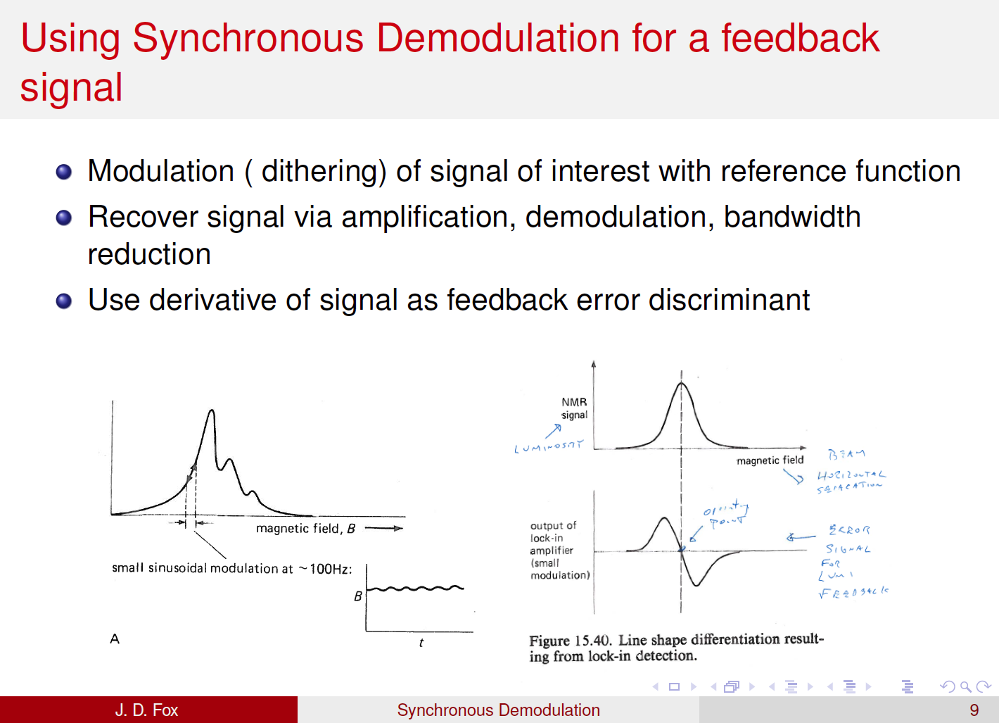 Using Synchronous Demodulation for a feedback
signal
Modulation ( dithering) of signal of interest with reference function
Recover signal via amplification, demodulation, bandwidth
reduction
Use derivative of signal as feedback error discriminant
magnetic field, B
small sinusoidal modulation at ~100Hz:
B
t
A
NMR
signal
LUMINOSITY
magnetic field
BEAM
HORIZONTAL
SEPARATION
output of
lock-in
amplifier
(small
modulation)
operating
POINT
ERROR
SIGNAL
FOR
LUMI
FEEDBACK
Figure 15.40. Line shape differentiation result-
ing from lock-in detection.
J. D. Fox
Synchronous Demodulation
9